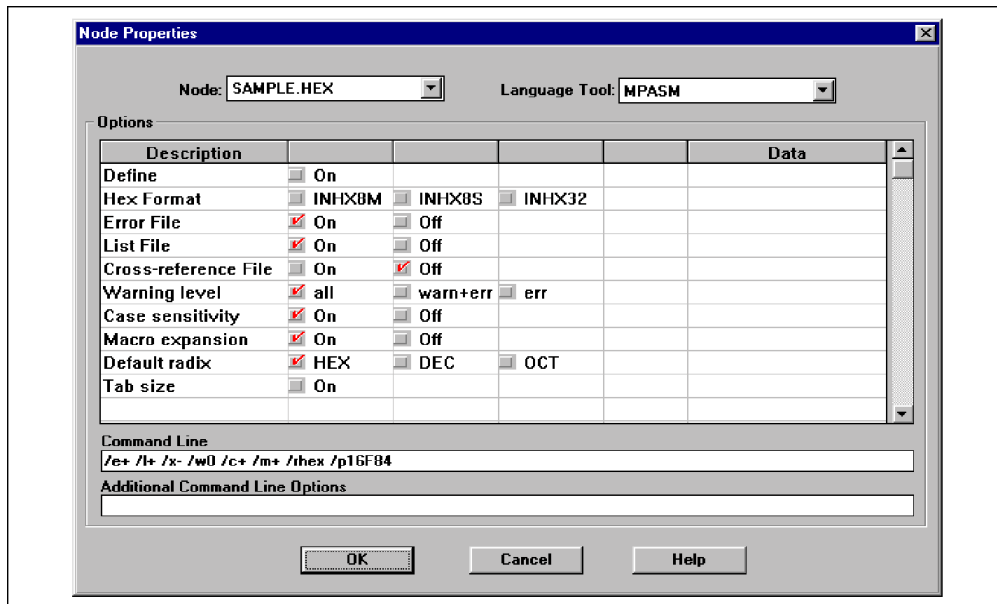 Node Properties
Node: SAMPLE.HEX Language Tool: MPASM
Options
Description Data
Define On
Hex Format INHX8M INHX8S INHX32
Error File On Off
List File On Off
Cross-reference File On Off
Warning level all warn+err err
Case sensitivity On Off
Macro expansion On Off
Default radix HEX DEC OCT
Tab size On
Command Line
/e+ /l+ /x- /w0 /c+ /m+ /rhex /p16F84
Additional Command Line Options
OK Cancel Help